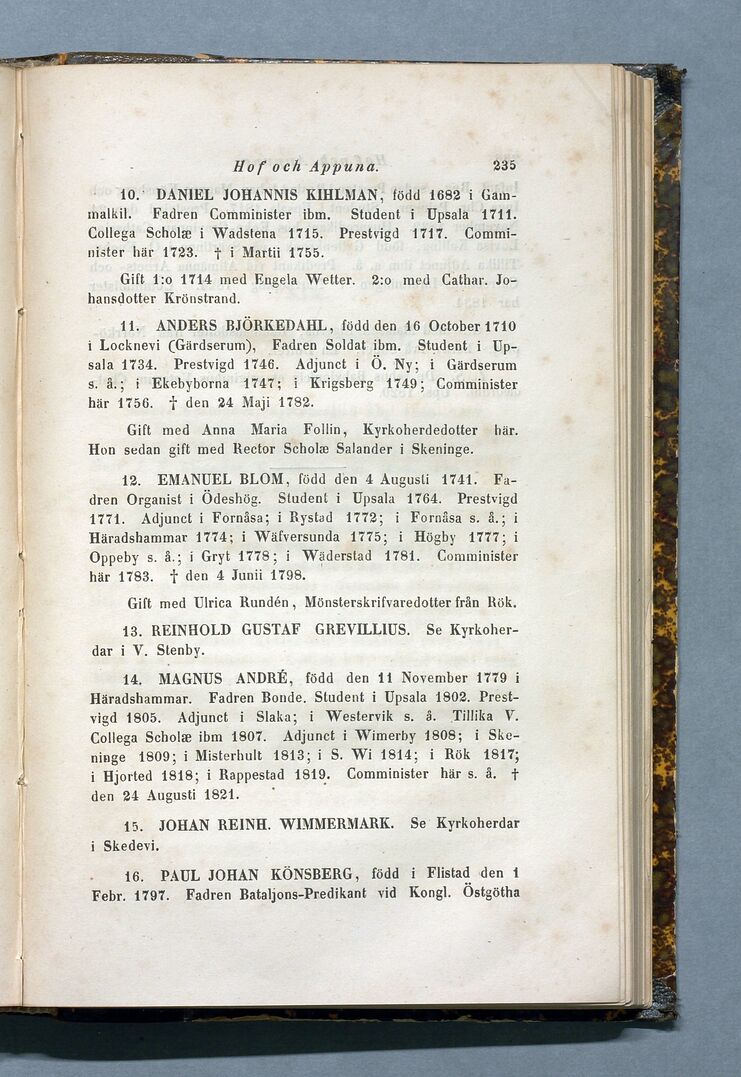 Hof och Appuna. 235
10. DANIEL JOHANNIS KIHLMAN, född 1682 i Gam-
malkil. Fadren Comminister ibm. Student i Upsala 1711.
Collega Scholæ i Wadstena 1715. Prestvigd 1717. Commi-
nister här 1723. † i Martii 1755.
Gift 1:o 1714 med Engela Wetter. 2:o med Cathar. Jo-
hansdotter Krönstrand.
11. ANDERS BJÖRKEDAHL, född den 16 October 1710
i Locknevi (Gärdserum), Fadren Soldat ibm. Student i Up-
sala 1734. Prestvigd 1746. Adjunct i Ö. Ny; i Gärdserum
s. å.; i Ekebyborna 1747; i Krigsberg 1749; Comminister
här 1756. † den 24 Maji 1782.
Gift med Anna Maria Follin, Kyrkoherdedotter här.
Hon sedan gift med Rector Scholæ Salander i Skeninge.
12. EMANUEL BLOM, född den 4 Augusti 1741. Fa-
dren Organist i Ödeshög. Student i Upsala 1764. Prestvigd
1771. Adjunct i Fornåsa; i Rystad 1772; i Fornåsa s. å.; i
Häradshammar 1774; i Wäfversunda 1775; i Högby 1777; i
Oppeby s. å.; i Gryt 1778; i Wäderstad 1781. Comminister
här 1783. † den 4 Junii 1798.
Gift med Ulrica Rundén, Mönsterskrifvaredotter från Rök.
13. REINHOLD GUSTAF GREVILLIUS. Se Kyrkoher-
dar i V. Stenby.
14. MAGNUS ANDRÉ, född den 11 November 1779 i
Häradshammar. Fadren Bonde. Student i Upsala 1802. Prest-
vigd 1805. Adjunct i Slaka; i Westervik s. å. Tillika V.
Collega Scholæ ibm 1807. Adjunct i Wimerby 1808; i Ske-
ninge 1809; i Misterhult 1813; i S. Wi 1814; i Rök 1817;
i Hjorted 1818; i Rappestad 1819. Comminister här s. å. †
den 24 Augusti 1821.
15. JOHAN REINH. WIMMERMARK. Se Kyrkoherdar
i Skedevi.
16. PAUL JOHAN KÖNSBERG, född i Flistad den 1
Febr. 1797. Fadren Bataljons-Predikant vid Kongl. Östgötha